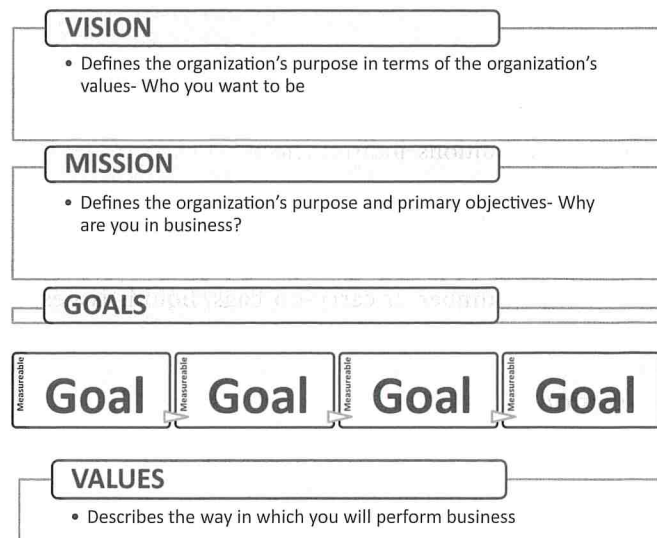 VISION
• Defines the organization's purpose in terms of the organization's
values- Who you want to be
MISSION
• Defines the organization's purpose and primary objectives- Why
are you in business?
GOALS
Measureable Goal Measureable Goal Measureable Goal Measureable Goal
VALUES
• Describes the way in which you will perform business